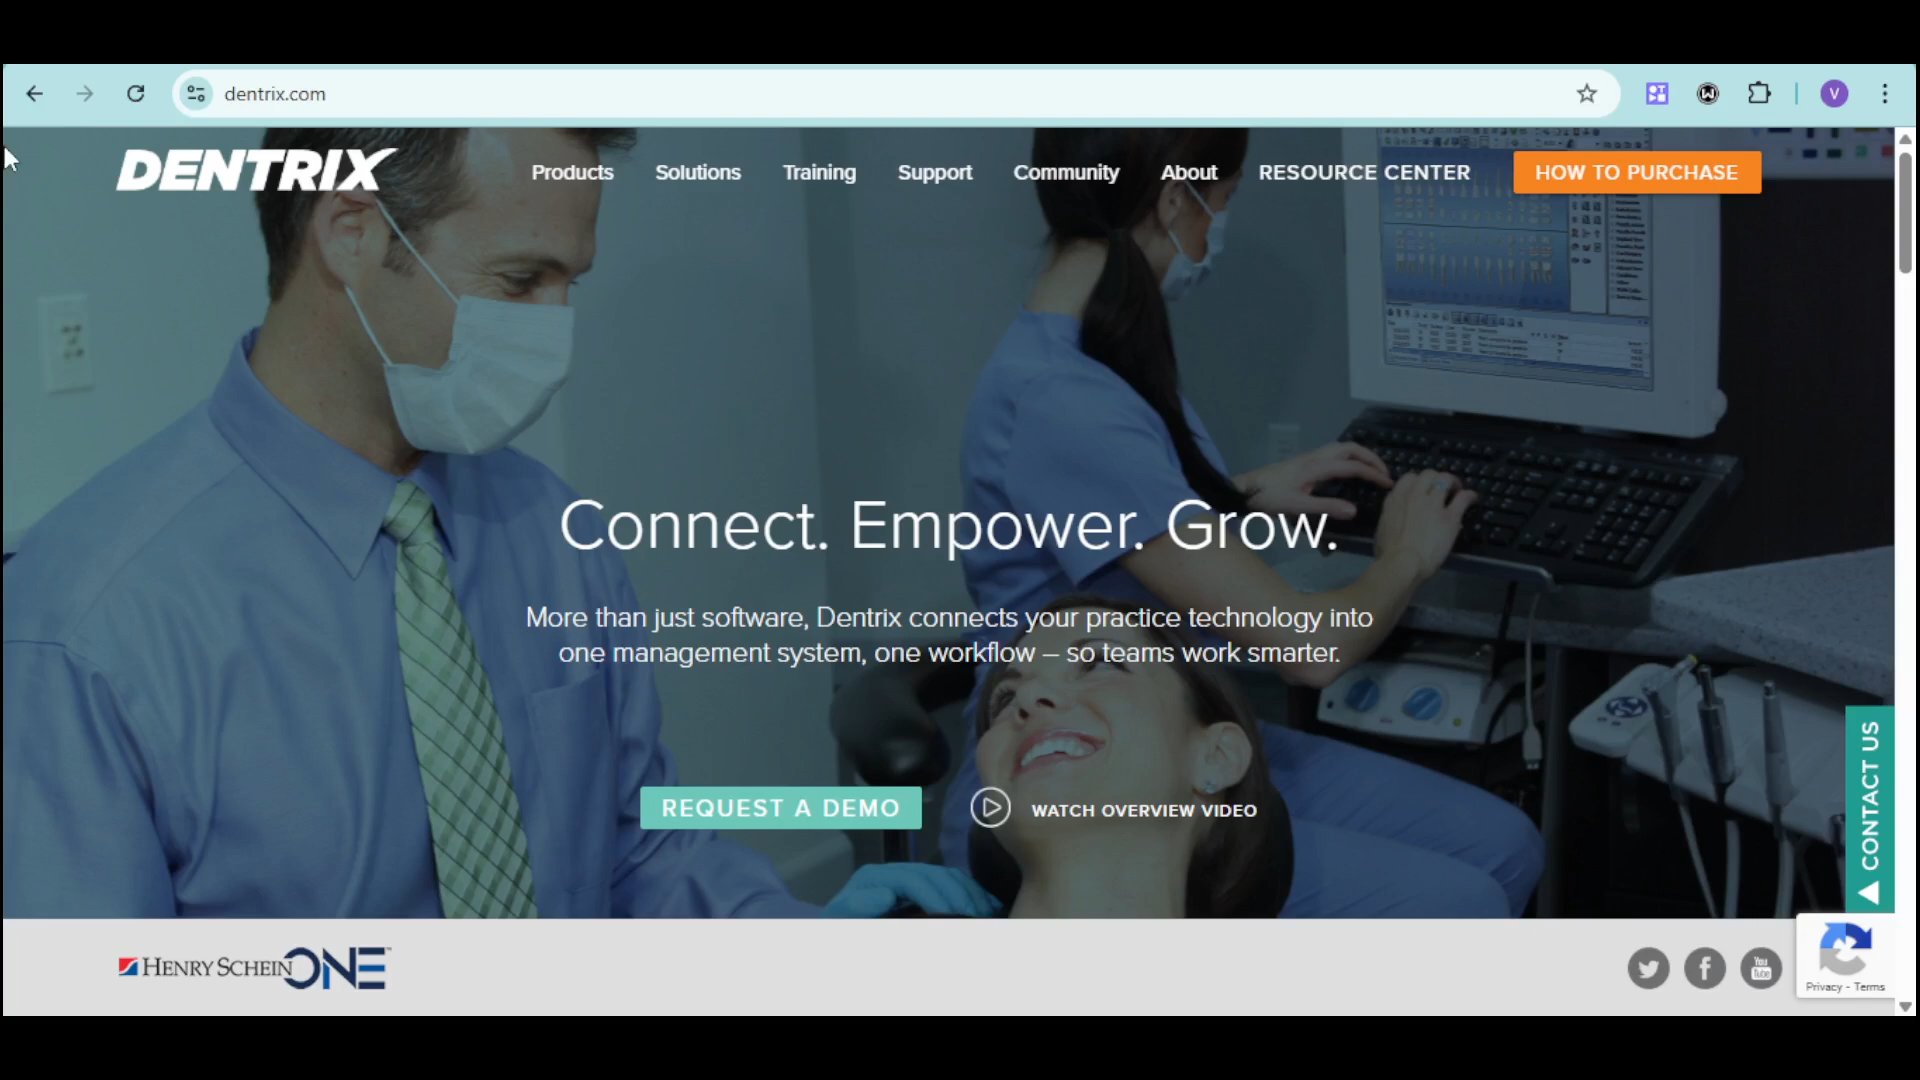 dentrix.com
V
DENTRIX
Products
Solutions
Training
Support
Community
About
RESOURCE CENTER
HOW TO PURCHASE
Connect. Empower. Grow.
More than just software, Dentrix connects your practice technology into
one management system, one workflow – so teams work smarter.
REQUEST A DEMO
WATCH OVERVIEW VIDEO
CONTACT US
HENRY SCHEIN ONE
You
Tube
Privacy - Terms